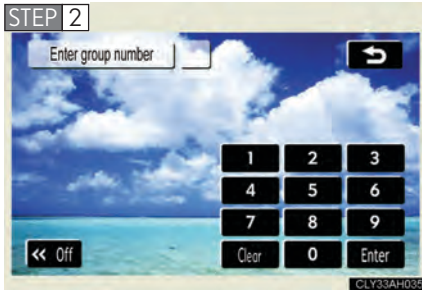 STEP 2
Enter group number
1 2 3
4 5 6
7 8 9
« Off Clear 0 Enter
CLY33AH035